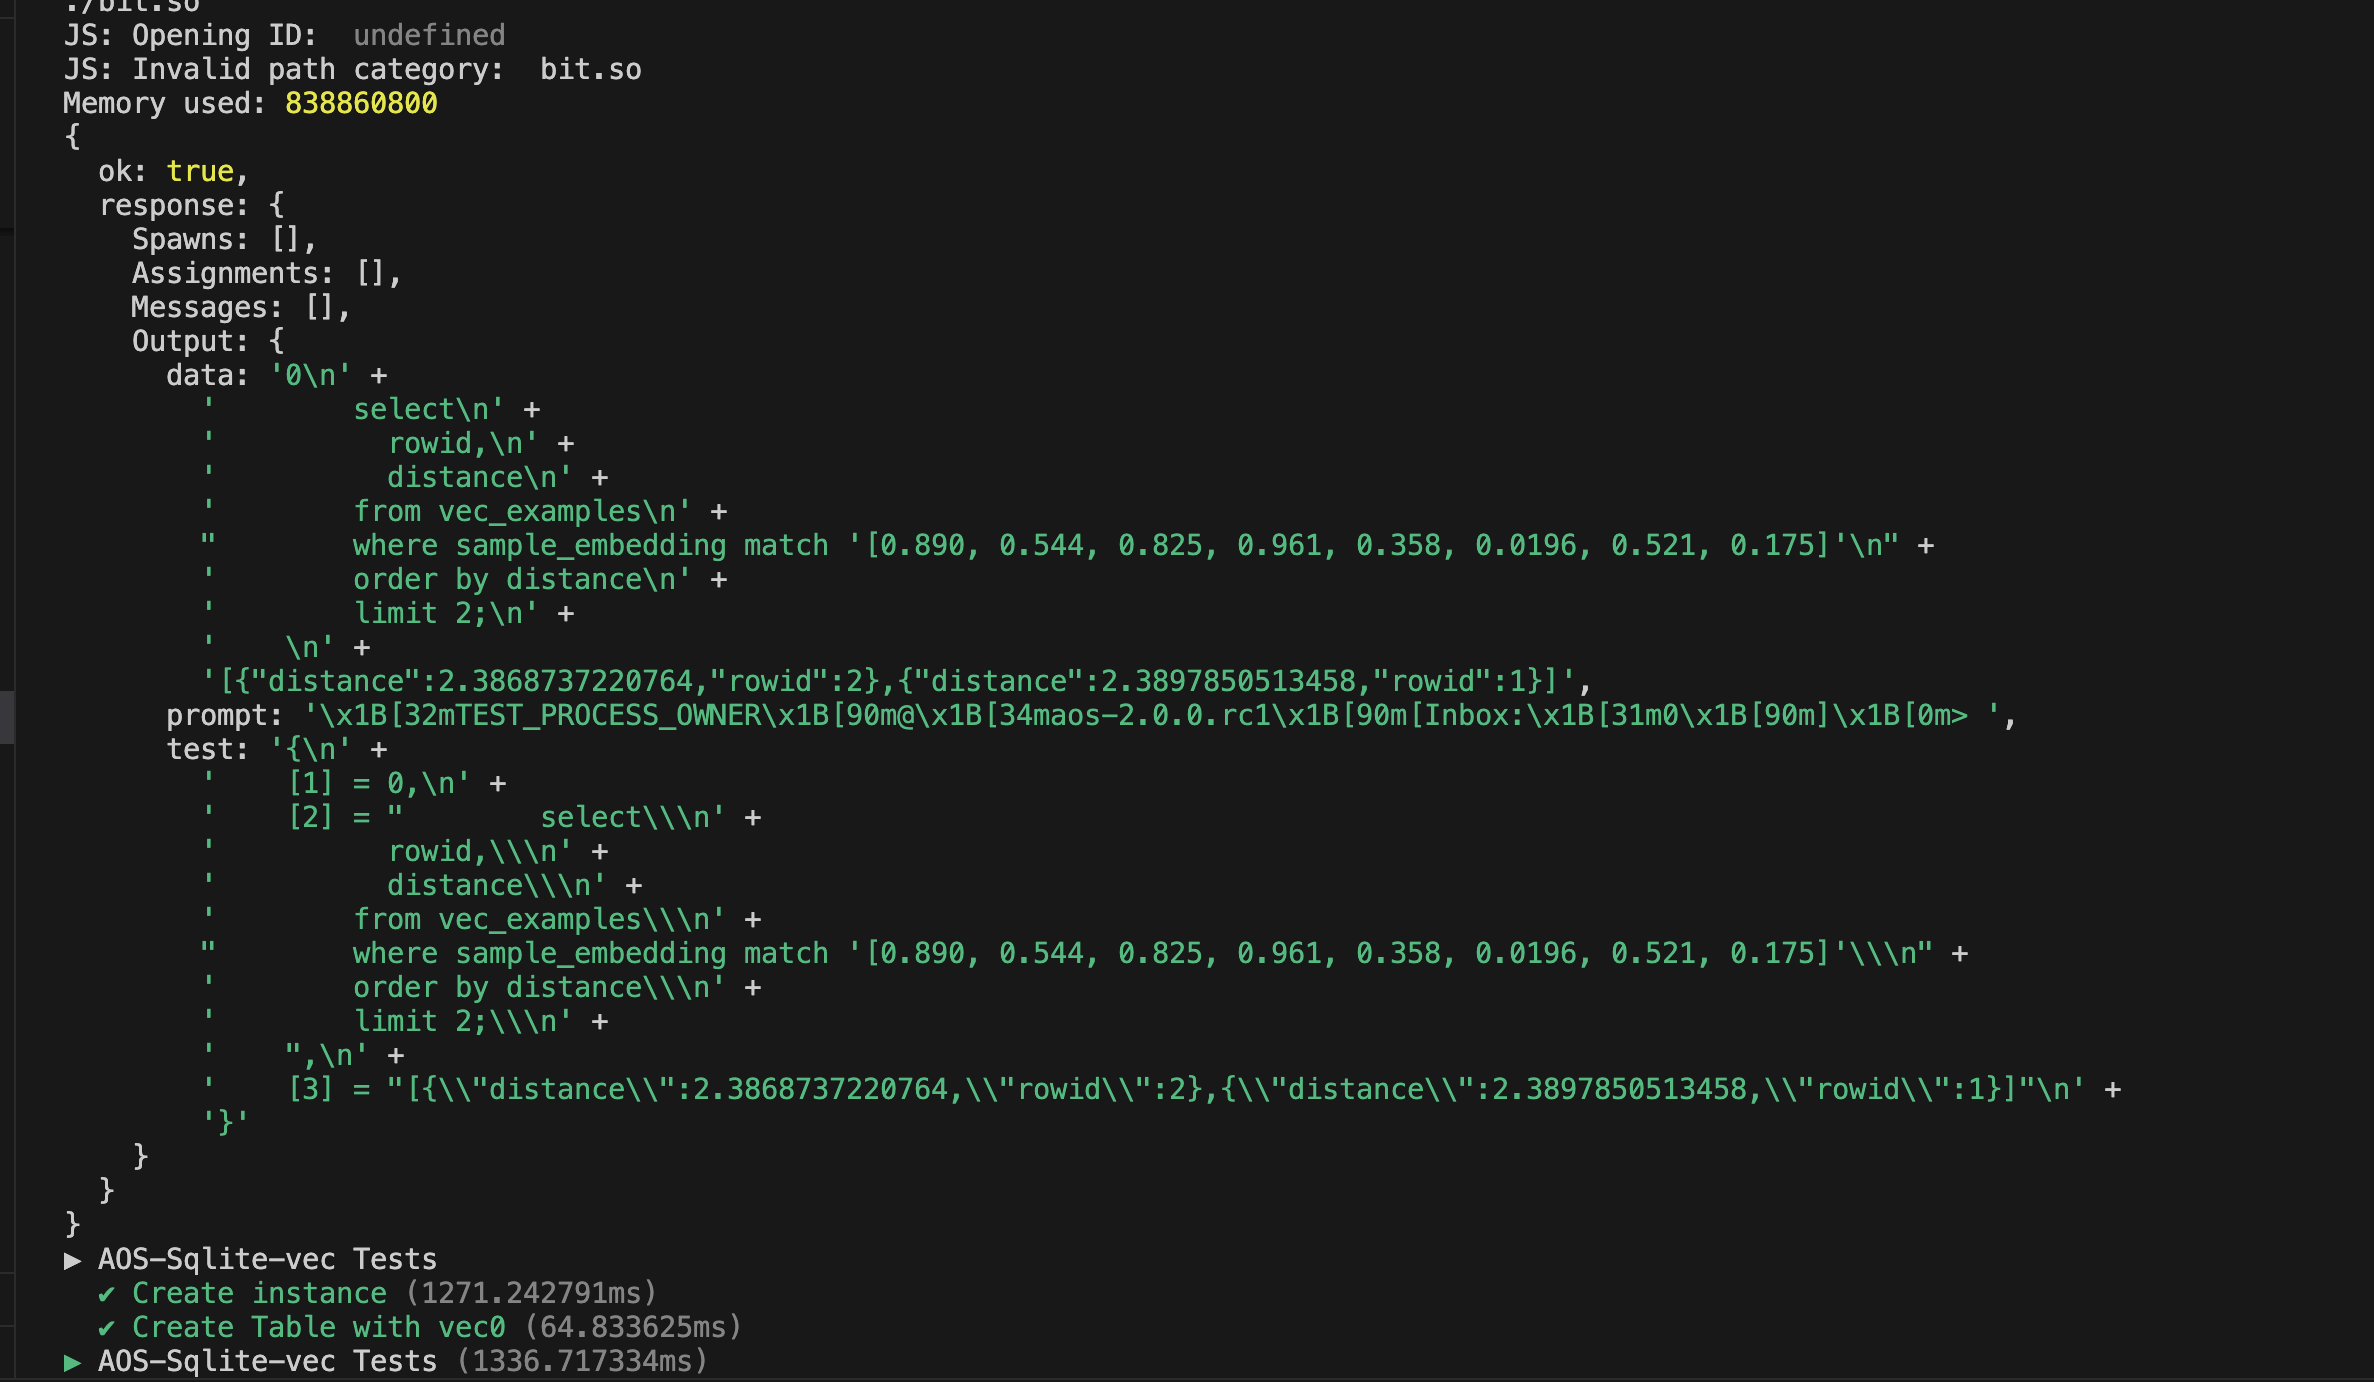 ./bit.so
JS: Opening ID:  undefined
JS: Invalid path category:  bit.so
Memory used: 838860800
{
  ok: true,
  response: {
    Spawns: [],
    Assignments: [],
    Messages: [],
    Output: {
      data: '0\n' +
        '        select\n' +
        '          rowid,\n' +
        '          distance\n' +
        '        from vec_examples\n' +
        "        where sample_embedding match '[0.890, 0.544, 0.825, 0.961, 0.358, 0.0196, 0.521, 0.175]'\n" +
        '        order by distance\n' +
        '        limit 2;\n' +
        '    \n' +
        '[{"distance":2.3868737220764,"rowid":2},{"distance":2.3897850513458,"rowid":1}]',
      prompt: '\x1B[32mTEST_PROCESS_OWNER\x1B[90m@\x1B[34maos-2.0.0.rc1\x1B[90m[Inbox:\x1B[31m0\x1B[90m]\x1B[0m> ',
      test: '{\n' +
        '    [1] = 0,\n' +
        '    [2] = "        select\\\n' +
        '          rowid,\\\n' +
        '          distance\\\n' +
        '        from vec_examples\\\n' +
        "        where sample_embedding match '[0.890, 0.544, 0.825, 0.961, 0.358, 0.0196, 0.521, 0.175]'\\\n" +
        '        order by distance\\\n' +
        '        limit 2;\\\n' +
        '    ",\n' +
        '    [3] = "[{\\"distance\\":2.3868737220764,\\"rowid\\":2},{\\"distance\\":2.3897850513458,\\"rowid\\":1}]"\n' +
        '}'
    }
  }
}
▶ AOS-Sqlite-vec Tests
  ✔ Create instance (1271.242791ms)
  ✔ Create Table with vec0 (64.833625ms)
▶ AOS-Sqlite-vec Tests (1336.717334ms)